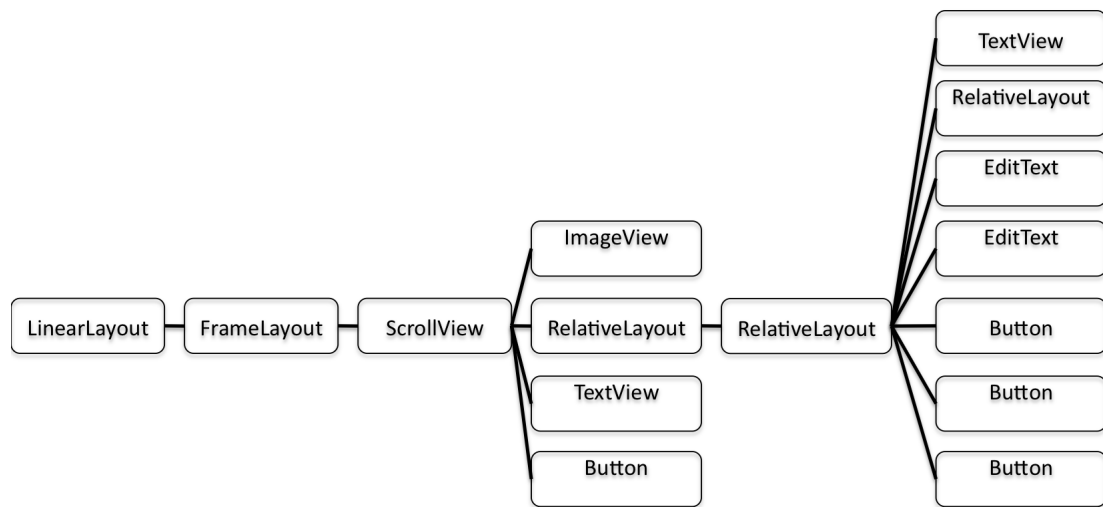 TextView
RelativeLayout
EditText
EditText
ImageView
LinearLayout
FrameLayout
ScrollView
RelativeLayout
RelativeLayout
Button
TextView
Button
Button
Button